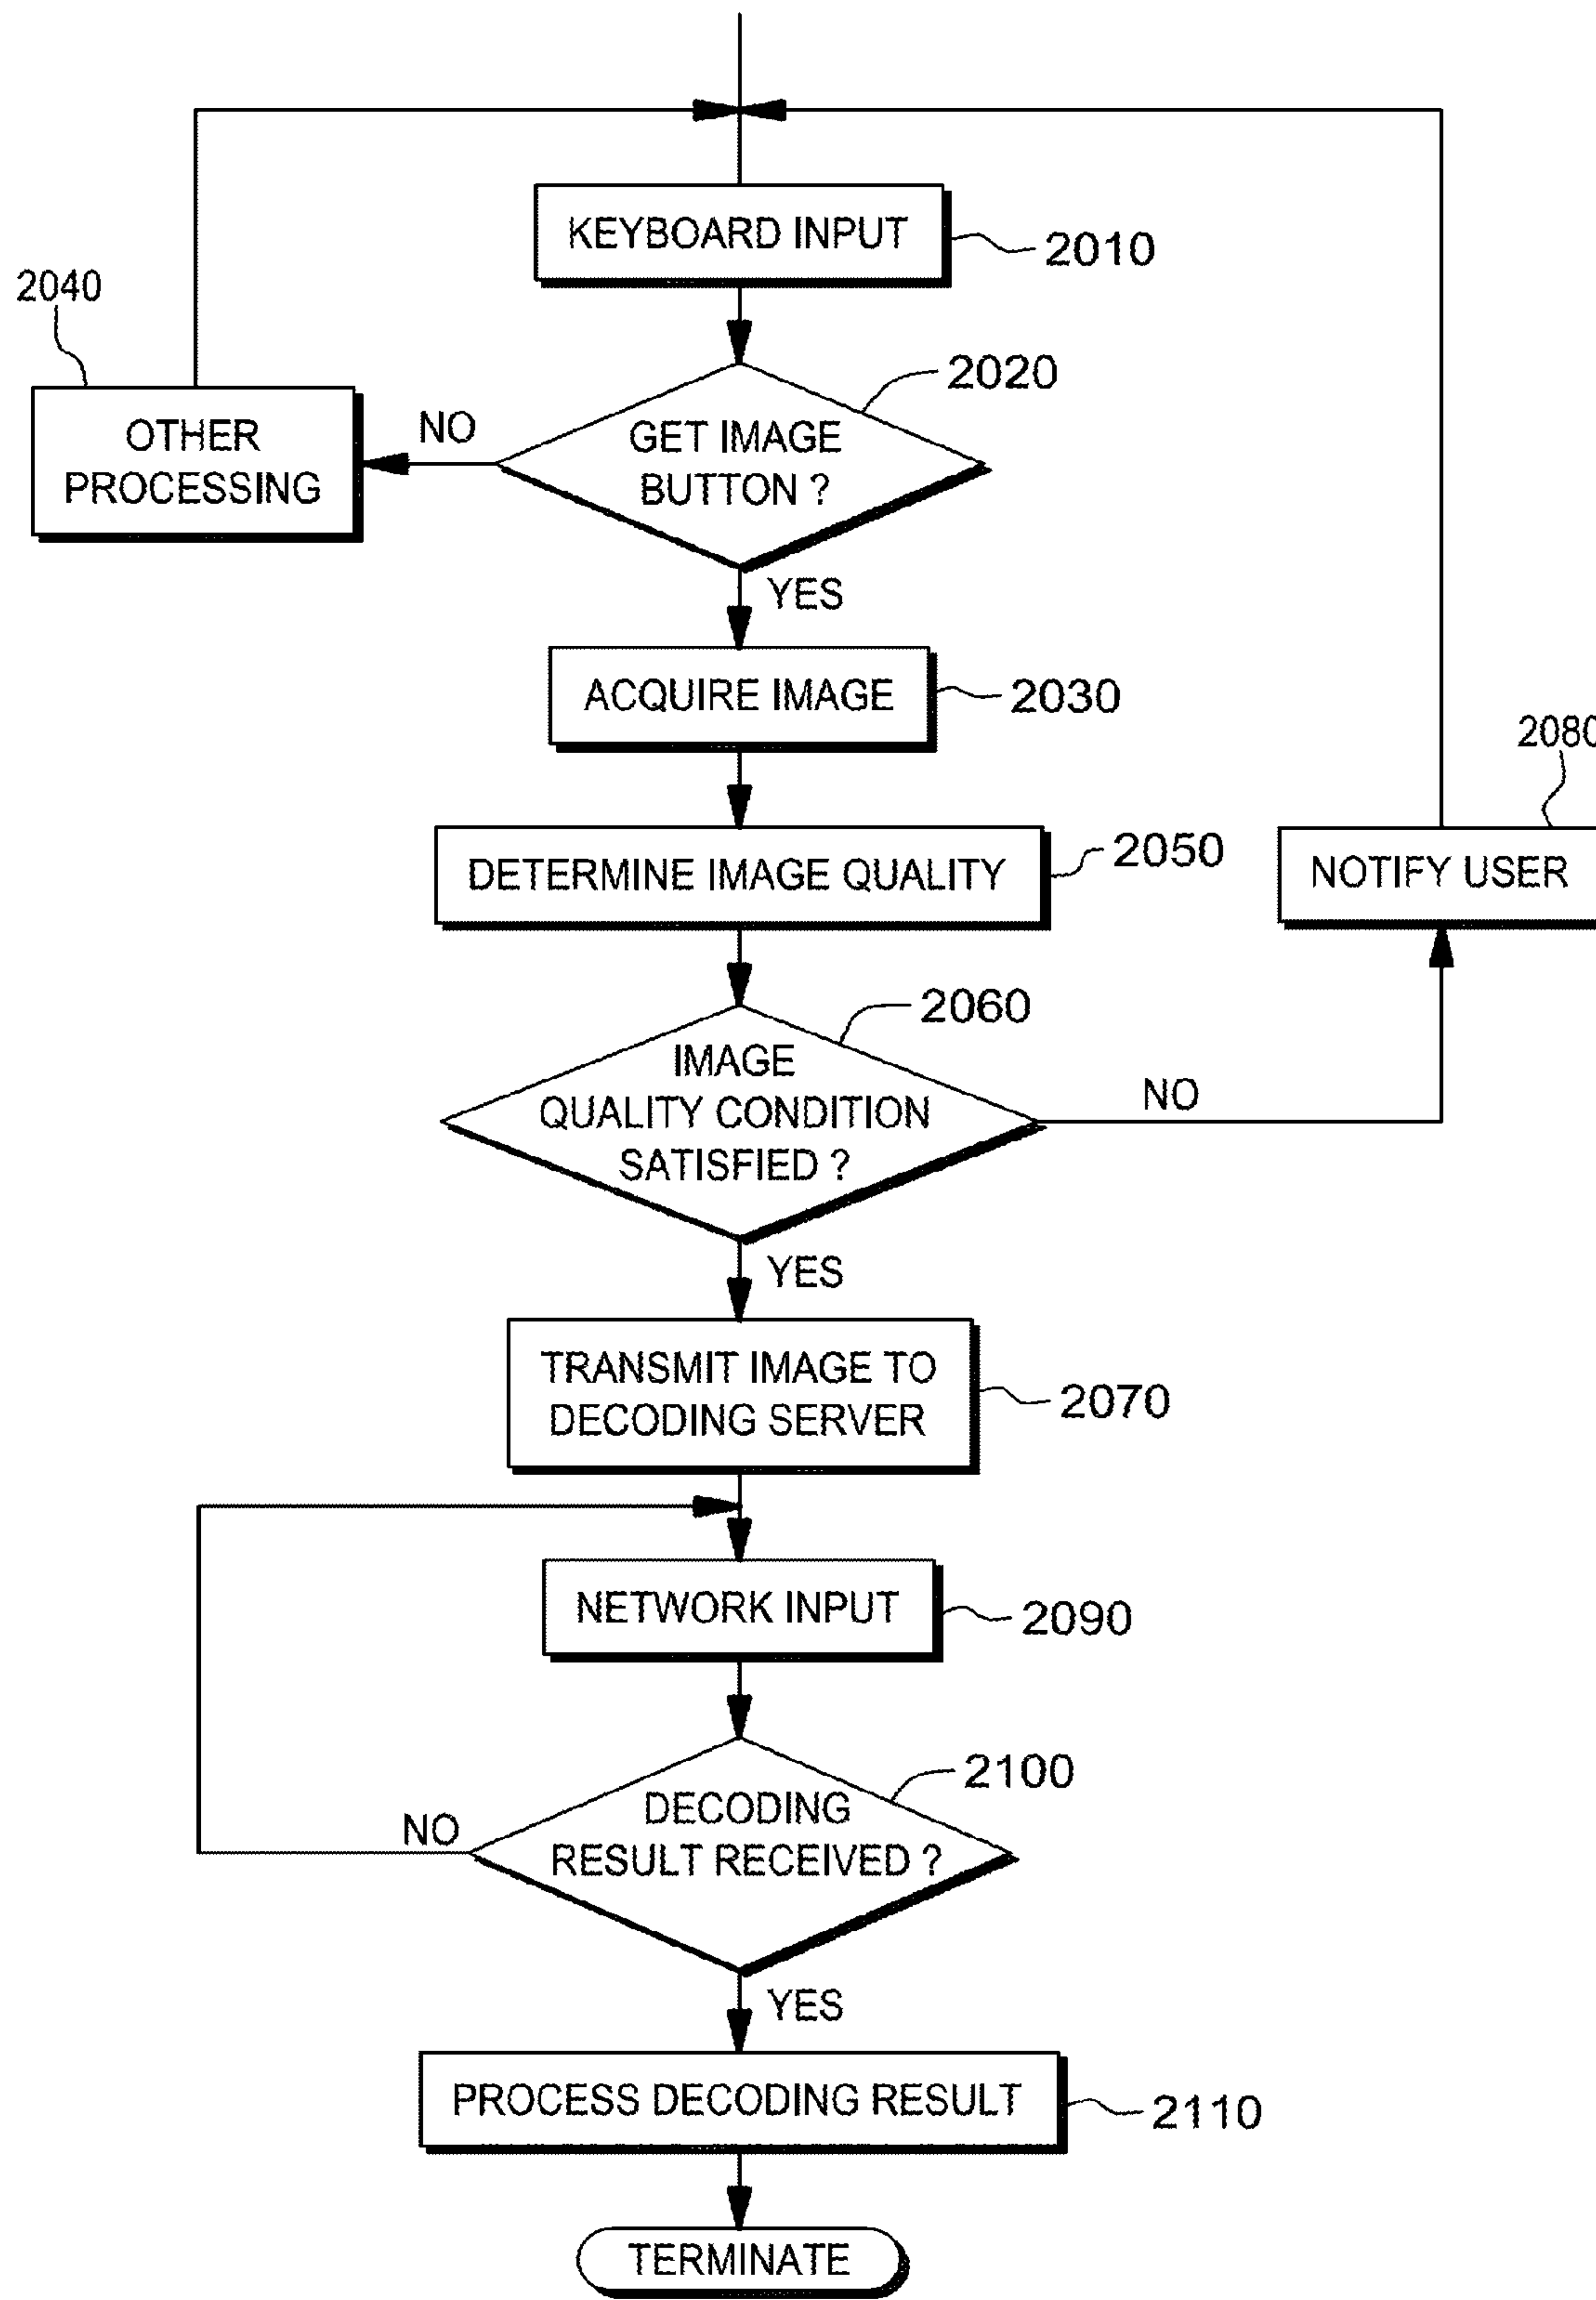 KEYBOARD INPUT
2010
2040
2020
OTHER
PROCESSING
NO
GET IMAGE
BUTTON ?
YES
ACQUIRE IMAGE
2030
2080
DETERMINE IMAGE QUALITY
2050
NOTIFY USER
2060
IMAGE
QUALITY CONDITION
SATISFIED ?
NO
YES
TRANSMIT IMAGE TO
DECODING SERVER
2070
NETWORK INPUT
2090
2100
DECODING
RESULT RECEIVED ?
NO
YES
PROCESS DECODING RESULT
2110
TERMINATE